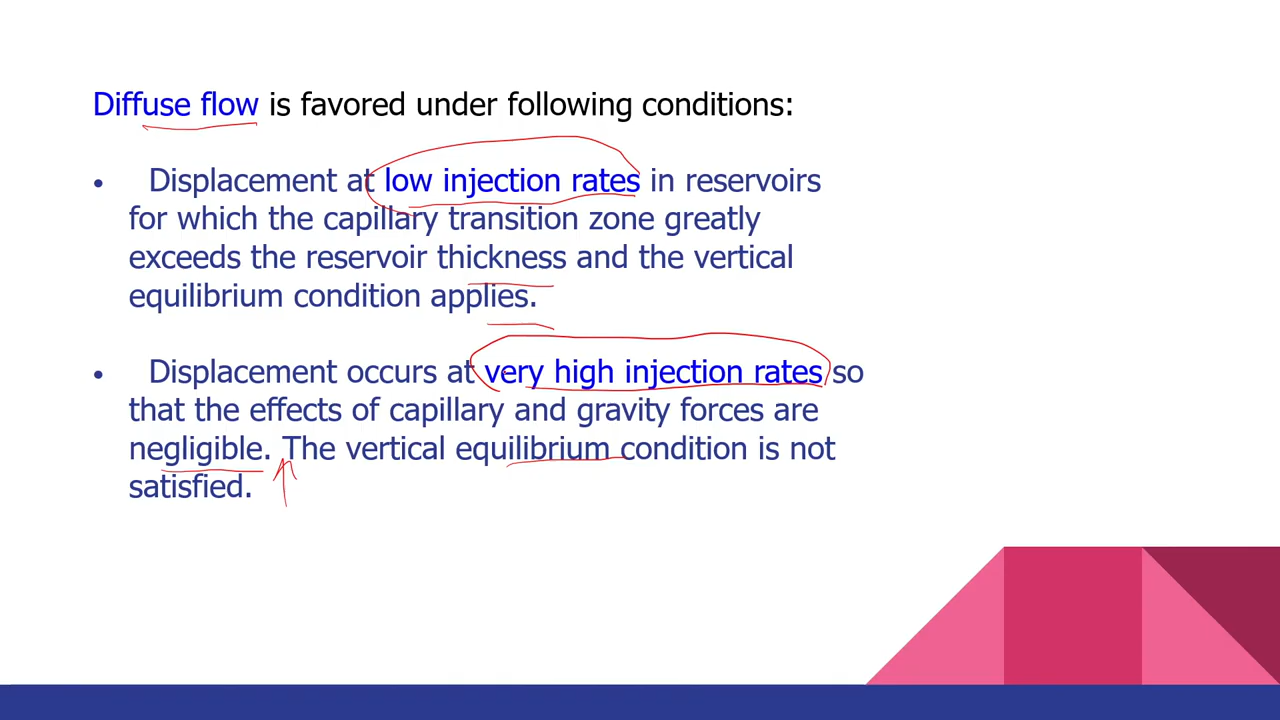 Diffuse flow is favored under following conditions:
• Displacement at low injection rates in reservoirs
for which the capillary transition zone greatly
exceeds the reservoir thickness and the vertical
equilibrium condition applies.
• Displacement occurs at very high injection rates so
that the effects of capillary and gravity forces are
negligible. The vertical equilibrium condition is not
satisfied.